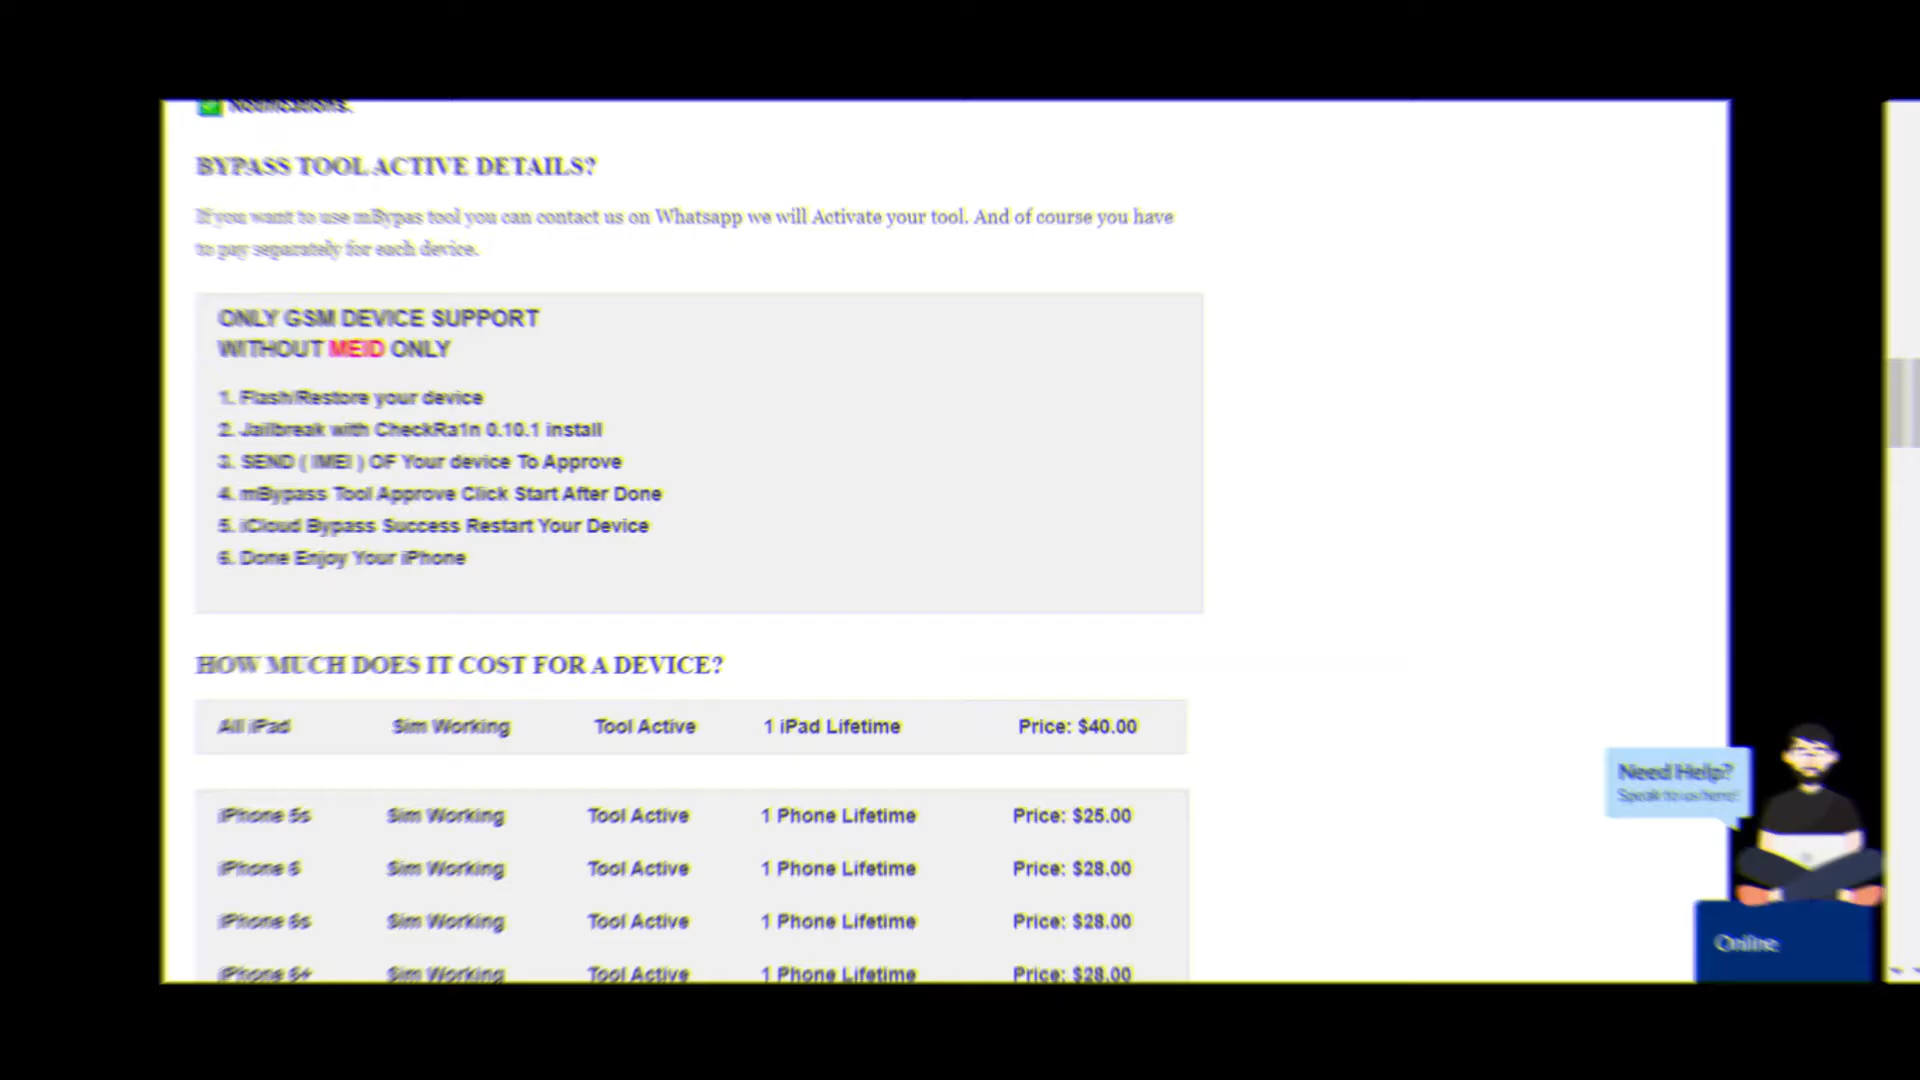 Notifications.
BYPASS TOOL ACTIVE DETAILS?
If you want to use mBypas tool you can contact us on Whatsapp we will Activate your tool. And of course you have
to pay separately for each device.
ONLY GSM DEVICE SUPPORT
WITHOUT MEID ONLY
1. Flash/Restore your device
2. Jailbreak with CheckRa1n 0.10.1 install
3. SEND ( IMEI ) OF Your device To Approve
4. mBypass Tool Approve Click Start After Done
5. iCloud Bypass Success Restart Your Device
6. Done Enjoy Your iPhone
HOW MUCH DOES IT COST FOR A DEVICE?
All iPad Sim Working Tool Active 1 iPad Lifetime Price: $40.00
iPhone 5s Sim Working Tool Active 1 Phone Lifetime Price: $25.00
iPhone 6 Sim Working Tool Active 1 Phone Lifetime Price: $28.00
iPhone 6s Sim Working Tool Active 1 Phone Lifetime Price: $28.00
iPhone 6+ Sim Working Tool Active 1 Phone Lifetime Price: $28.00
Need Help?
Speak to us here!
Online